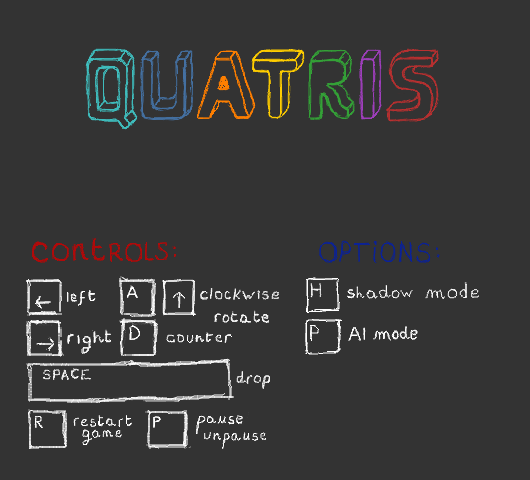 QUATRIS
CONtROLS:
OPTiONS:
← left A ↑ clockwise
rotate
H shadow mode
→ right D counter
P AI mode
SPACE drop
R restart
game
P pause
unpause